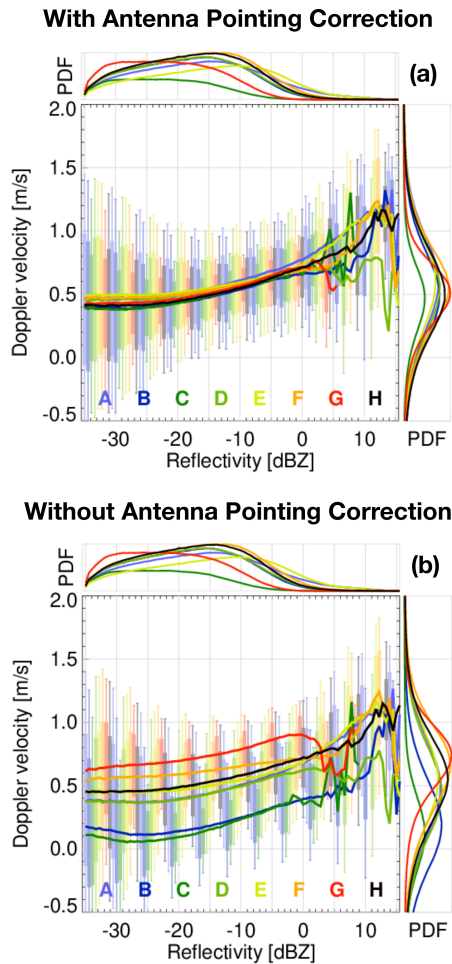 With Antenna Pointing Correction
PDF
(a)
2.0
1.5
1.0
0.5
0.0
-0.5
Doppler velocity [m/s]
A B C D E F G H
-30 -20 -10 0 10
PDF
Reflectivity [dBZ]
Without Antenna Pointing Correction
PDF
(b)
2.0
1.5
1.0
0.5
0.0
-0.5
Doppler velocity [m/s]
A B C D E F G H
-30 -20 -10 0 10
PDF
Reflectivity [dBZ]